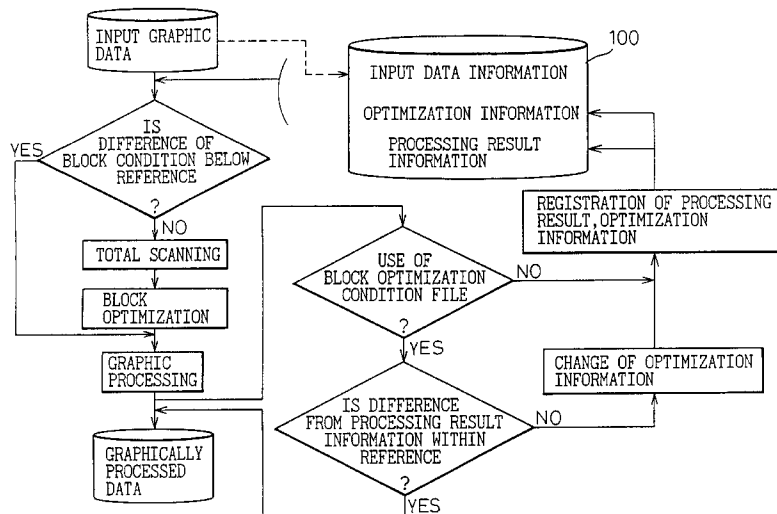 INPUT GRAPHIC
DATA
100
INPUT DATA INFORMATION
OPTIMIZATION INFORMATION
PROCESSING RESULT
INFORMATION
IS
DIFFERENCE OF
BLOCK CONDITION BELOW
REFERENCE
?
YES
NO
TOTAL SCANNING
BLOCK
OPTIMIZATION
GRAPHIC
PROCESSING
GRAPHICALLY
PROCESSED
DATA
USE OF
BLOCK OPTIMIZATION
CONDITION FILE
?
NO
YES
IS DIFFERENCE
FROM PROCESSING RESULT
INFORMATION WITHIN
REFERENCE
?
NO
YES
REGISTRATION OF PROCESSING
RESULT,OPTIMIZATION
INFORMATION
CHANGE OF OPTIMIZATION
INFORMATION